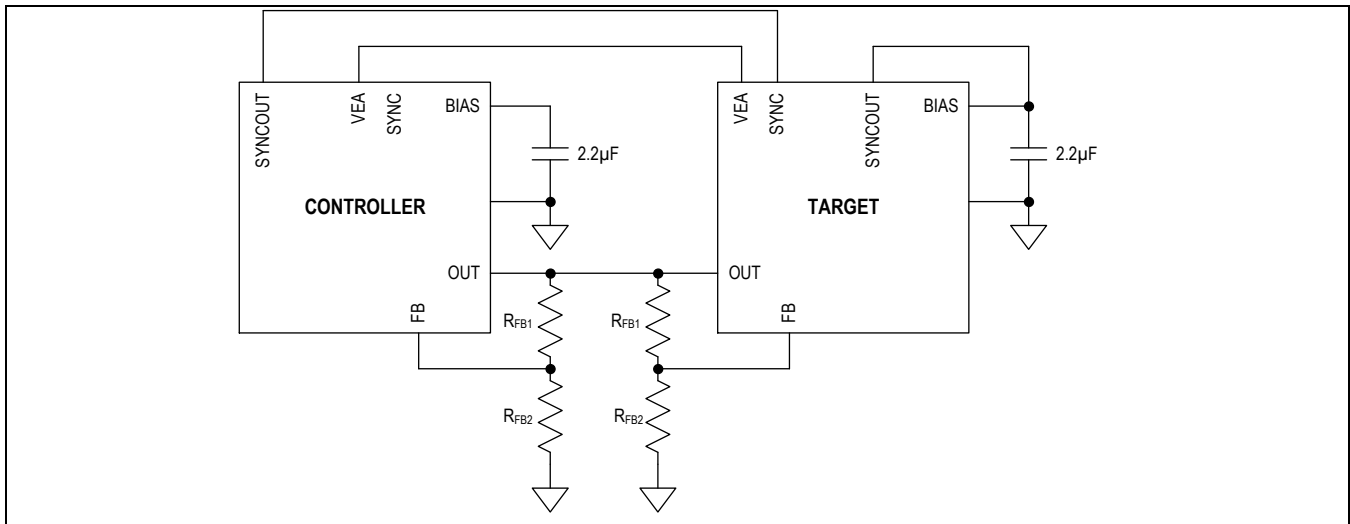 SYNCOUT
VEA
SYNC
BIAS
2.2µF
CONTROLLER
OUT
FB
RFB1
RFB2
VEA
SYNC
SYNCOUT
BIAS
2.2µF
TARGET
OUT
FB
RFB1
RFB2